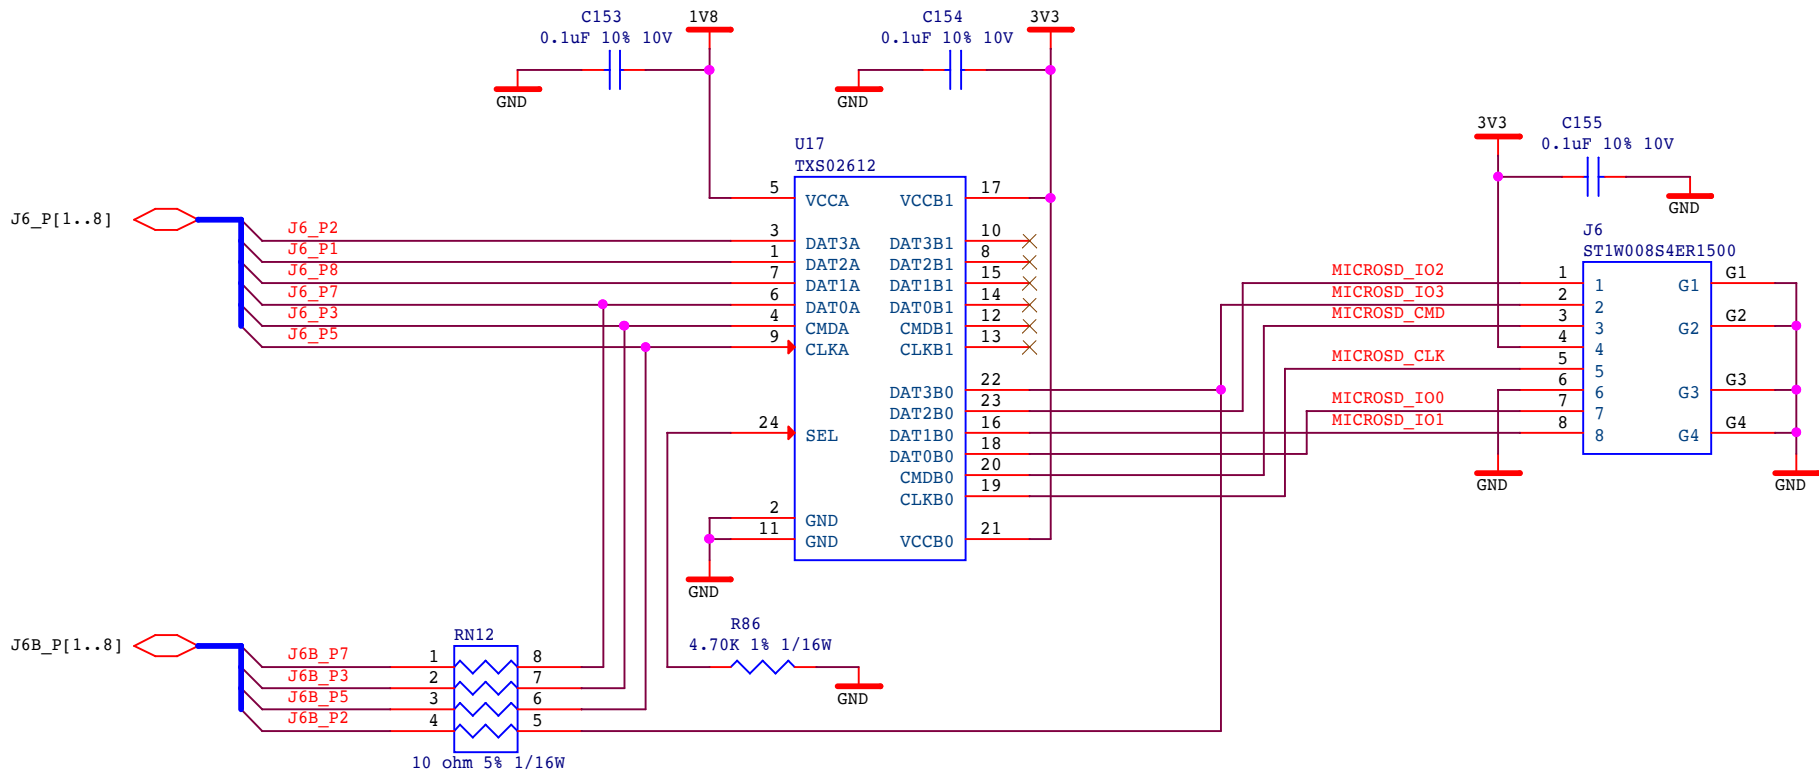 C153
0.1uF 10% 10V
1V8
GND
C154
0.1uF 10% 10V
3V3
GND
3V3
C155
0.1uF 10% 10V
GND
U17
TXS02612
5 VCCA VCCB1 17
J6_P[1..8]
J6_P2 3 DAT3A DAT3B1 10
J6_P1 1 DAT2A DAT2B1 8
J6_P8 7 DAT1A DAT1B1 15
J6_P7 6 DAT0A DAT0B1 14
J6_P3 4 CMDA CMDB1 12
J6_P5 9 CLKA CLKB1 13
DAT3B0 22
DAT2B0 23
24 SEL DAT1B0 16
DAT0B0 18
CMDB0 20
CLKB0 19
2 GND
11 GND VCCB0 21
GND
J6
ST1W008S4ER1500
MICROSD_IO2 1 1 G1 G1
MICROSD_IO3 2 2
MICROSD_CMD 3 3 G2 G2
4 4
MICROSD_CLK 5 5
6 6 G3 G3
MICROSD_IO0 7 7
MICROSD_IO1 8 8 G4 G4
GND
GND
R86
4.70K 1% 1/16W
GND
J6B_P[1..8]
RN12
J6B_P7 1 8
J6B_P3 2 7
J6B_P5 3 6
J6B_P2 4 5
10 ohm 5% 1/16W